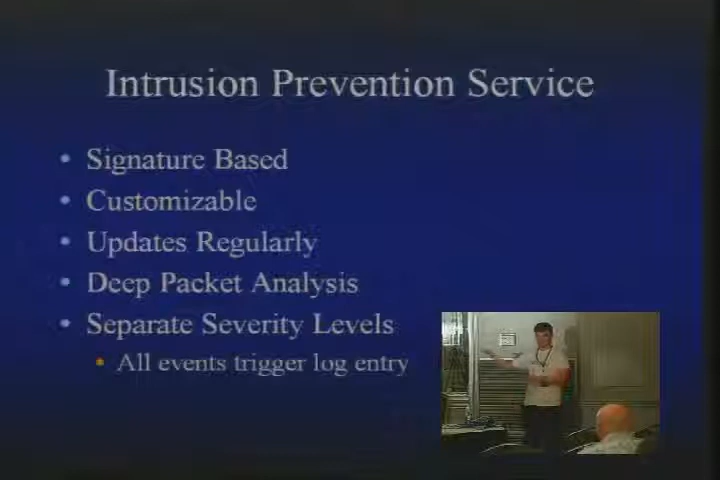 Intrusion Prevention Service
• Signature Based
• Customizable
• Updates Regularly
• Deep Packet Analysis
• Separate Severity Levels
• All events trigger log entry